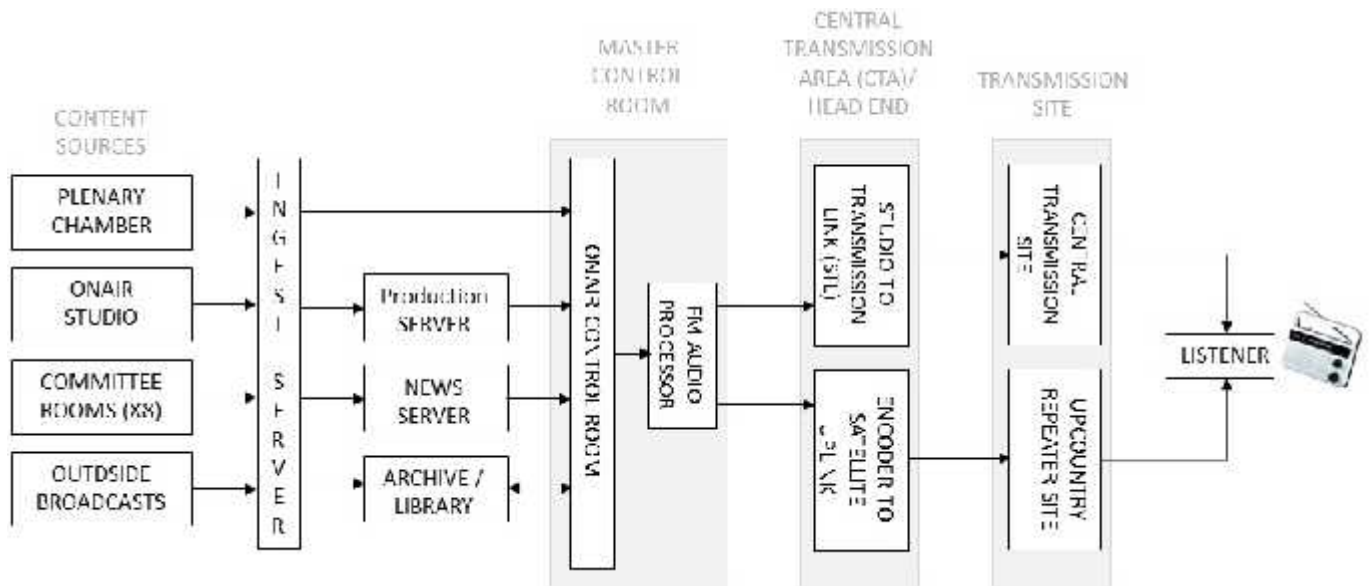 CONTENT
SOURCES
PLENARY
CHAMBER
ONAIR
STUDIO
COMMITTEE
ROOMS (X8)
OUTDSIDE
BROADCASTS
INGEST SERVER
Production
SERVER
NEWS
SERVER
ARCHIVE /
LIBRARY
MASTER
CONTROL
ROOM
ONAIR CONTROL ROOM
FM AUDIO
PROCESSOR
CENTRAL
TRANSMISSION
AREA (CTA)/
HEAD END
STUDIO TO
TRANSMISSION
LINK (STL)
ENCODER TO
SATELLITE
UPLINK
TRANSMISSION
SITE
CENTRAL
TRANSMISSION
SITE
UPCOUNTRY
REPEATER SITE
LISTENER